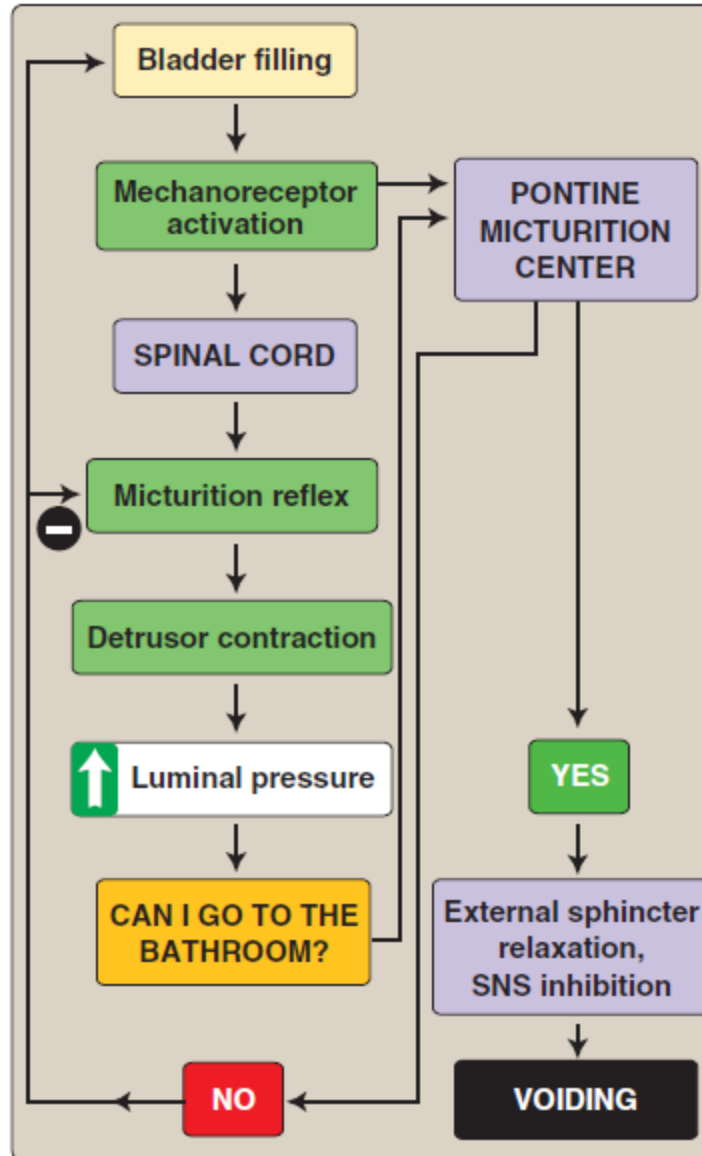 Bladder filling
Mechanoreceptor
activation
PONTINE
MICTURITION
CENTER
SPINAL CORD
Micturition reflex
Detrusor contraction
Luminal pressure
CAN I GO TO THE
BATHROOM?
YES
External sphincter
relaxation,
SNS inhibition
NO
VOIDING